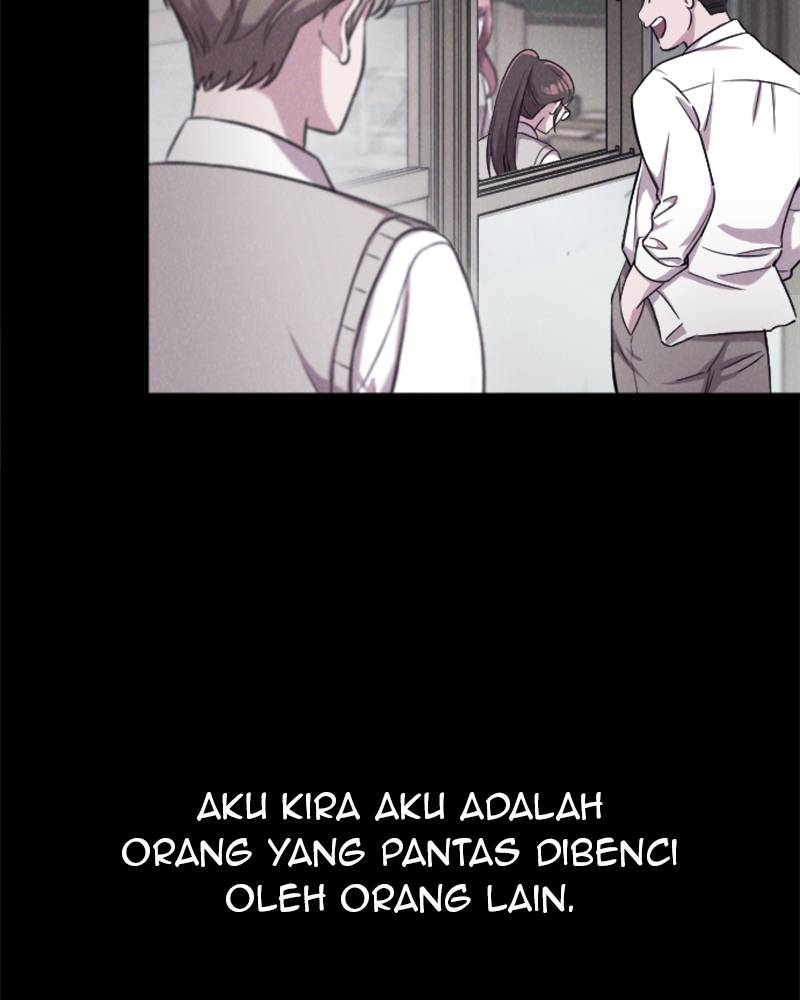 AKU KIRA AKU ADALAH
ORANG YANG PANTAS DIBENCI
OLEH ORANG LAIN.